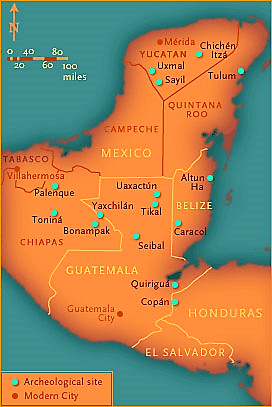 N
0 40 80
20 60 100
miles
Mérida
YUCATAN
Chichén
Itzá
Uxmal
Sayil
Tulum
QUINTANA
ROO
CAMPECHE
MEXICO
TABASCO
Villahermosa
Palenque
Uaxactún
Altun
Ha
Yaxchilán
Tikal
BELIZE
Toniná
Bonampak
Caracol
CHIAPAS
Seibal
GUATEMALA
Quiriguá
Copán
Guatemala
City
HONDURAS
EL SALVADOR
Archeological site
Modern City